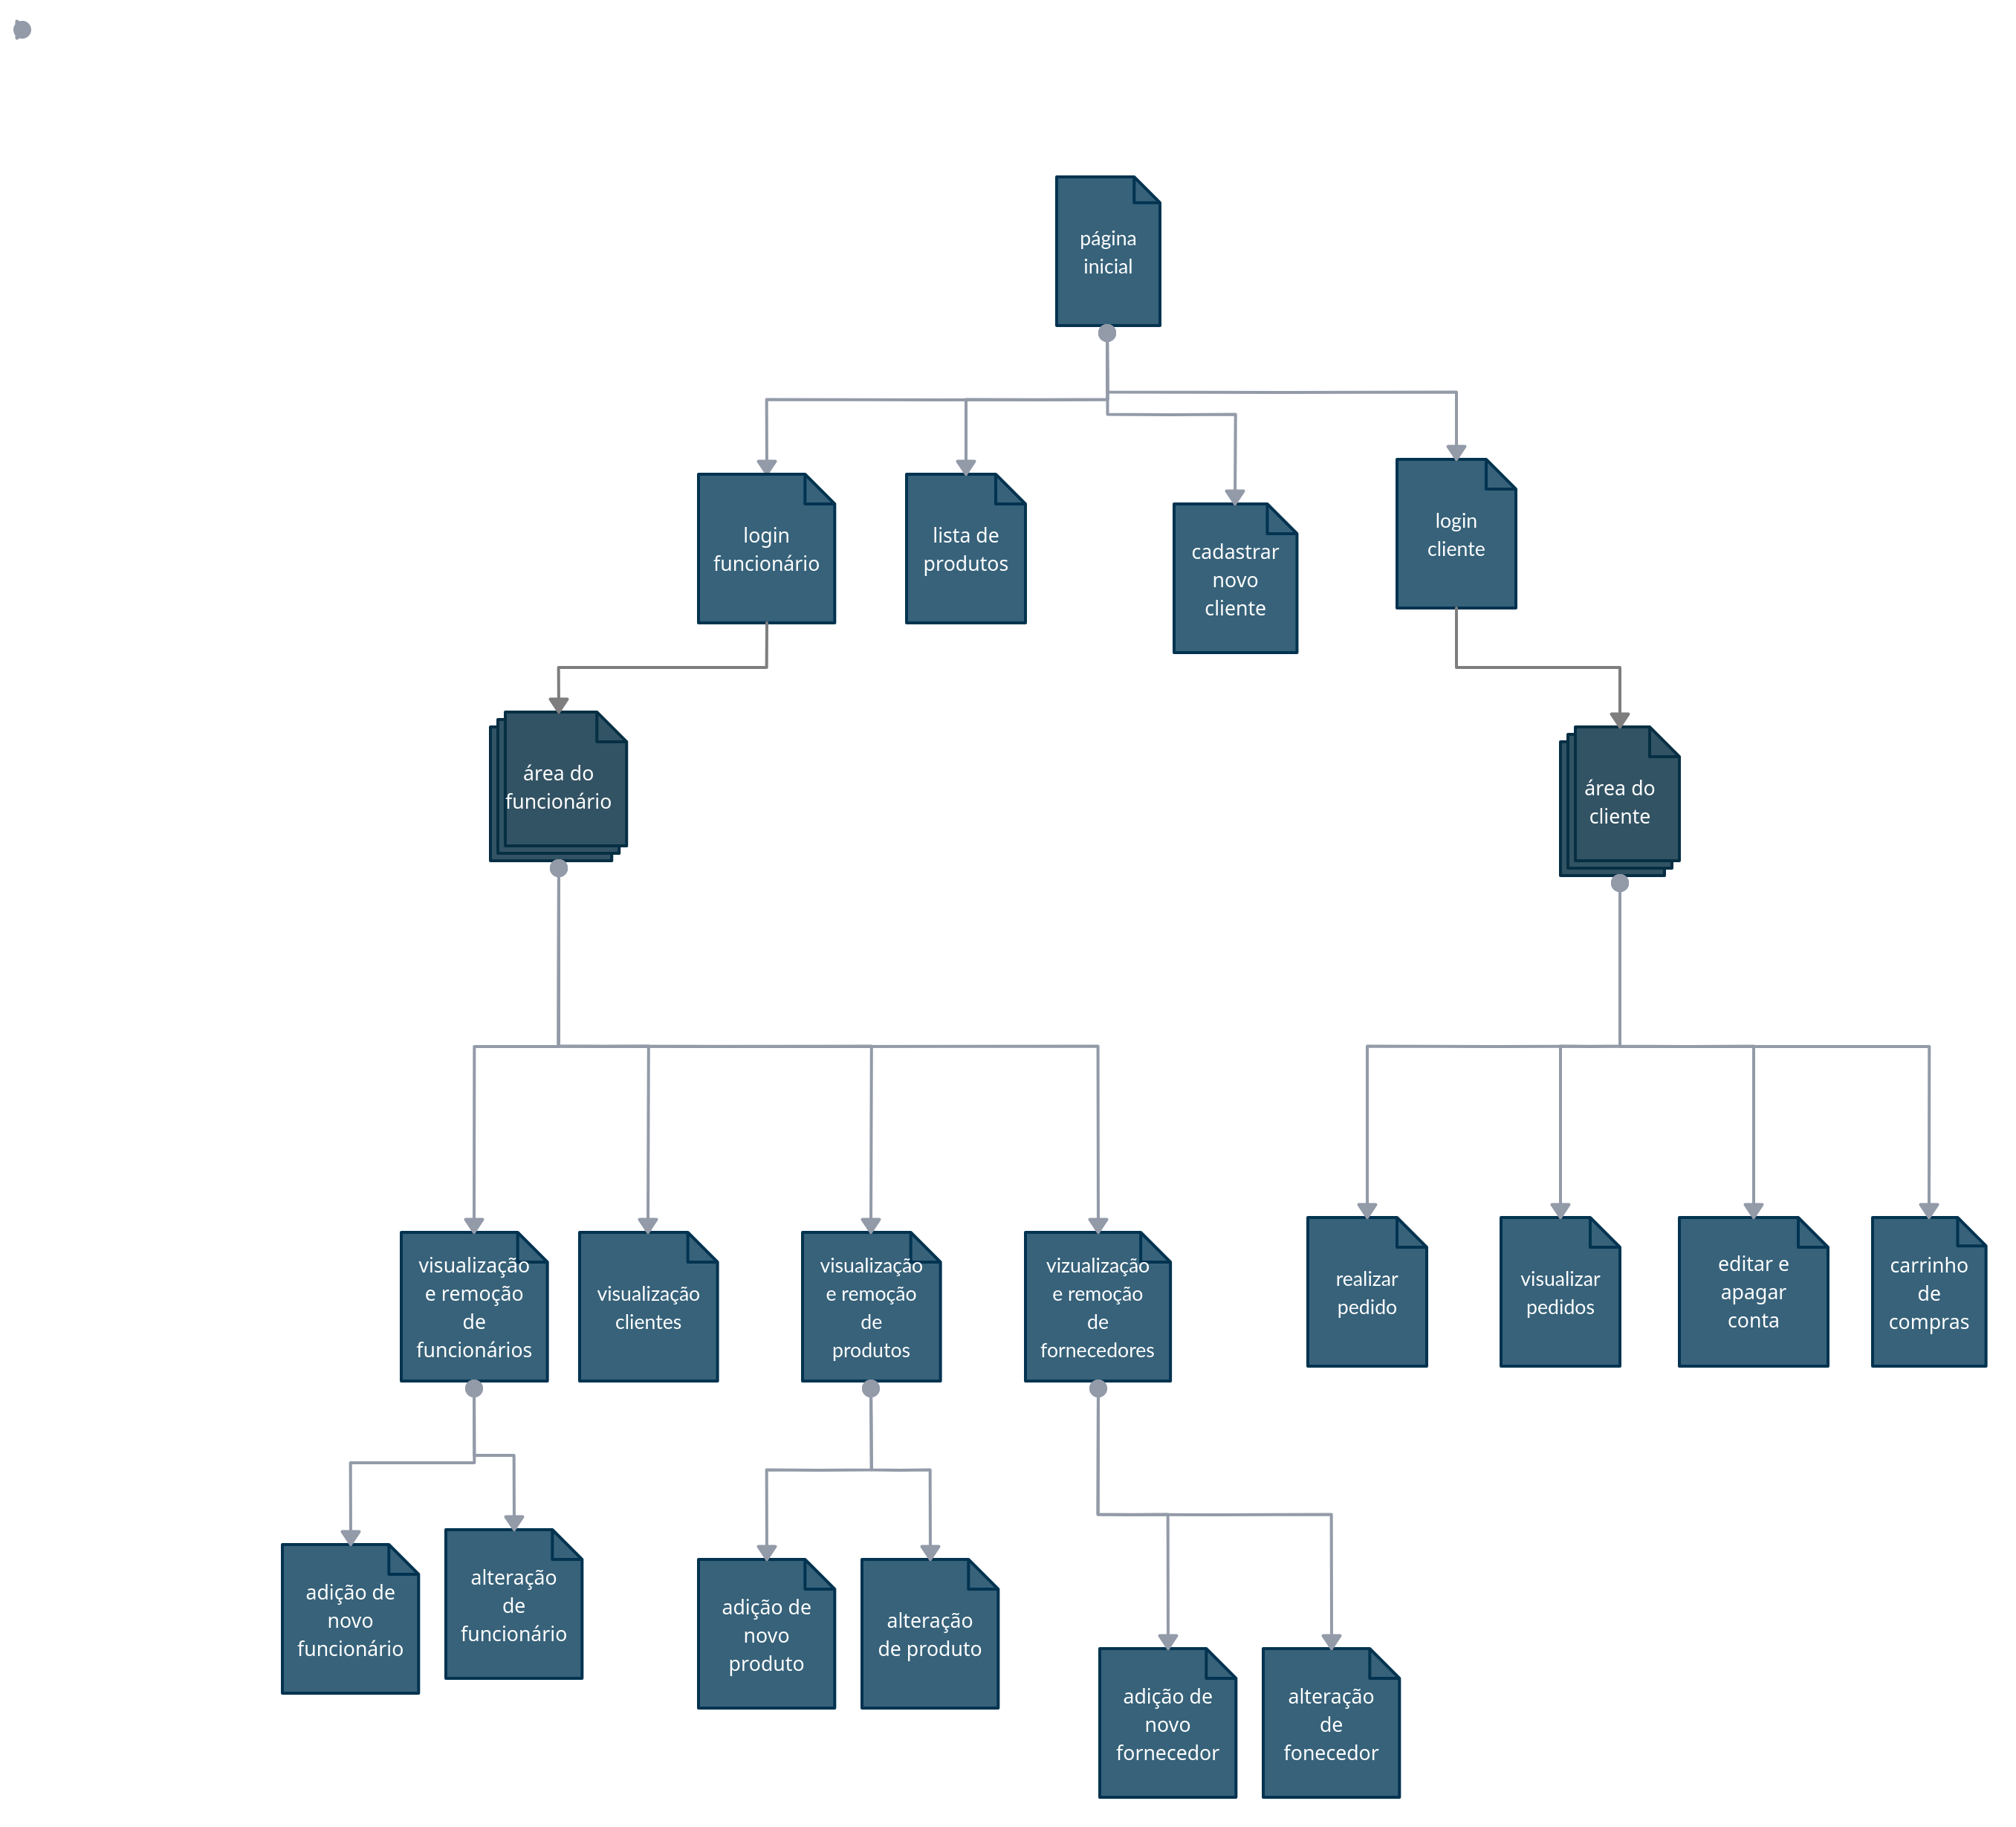 página
inicial
login
funcionário
lista de
produtos
cadastrar
novo
cliente
login
cliente
área do
funcionário
área do
cliente
visualização
e remoção
de
funcionários
visualização
clientes
visualização
e remoção
de
produtos
vizualização
e remoção
de
fornecedores
realizar
pedido
visualizar
pedidos
editar e
apagar
conta
carrinho
de
compras
adição de
novo
funcionário
alteração
de
funcionário
adição de
novo
produto
alteração
de produto
adição de
novo
fornecedor
alteração
de
fonecedor